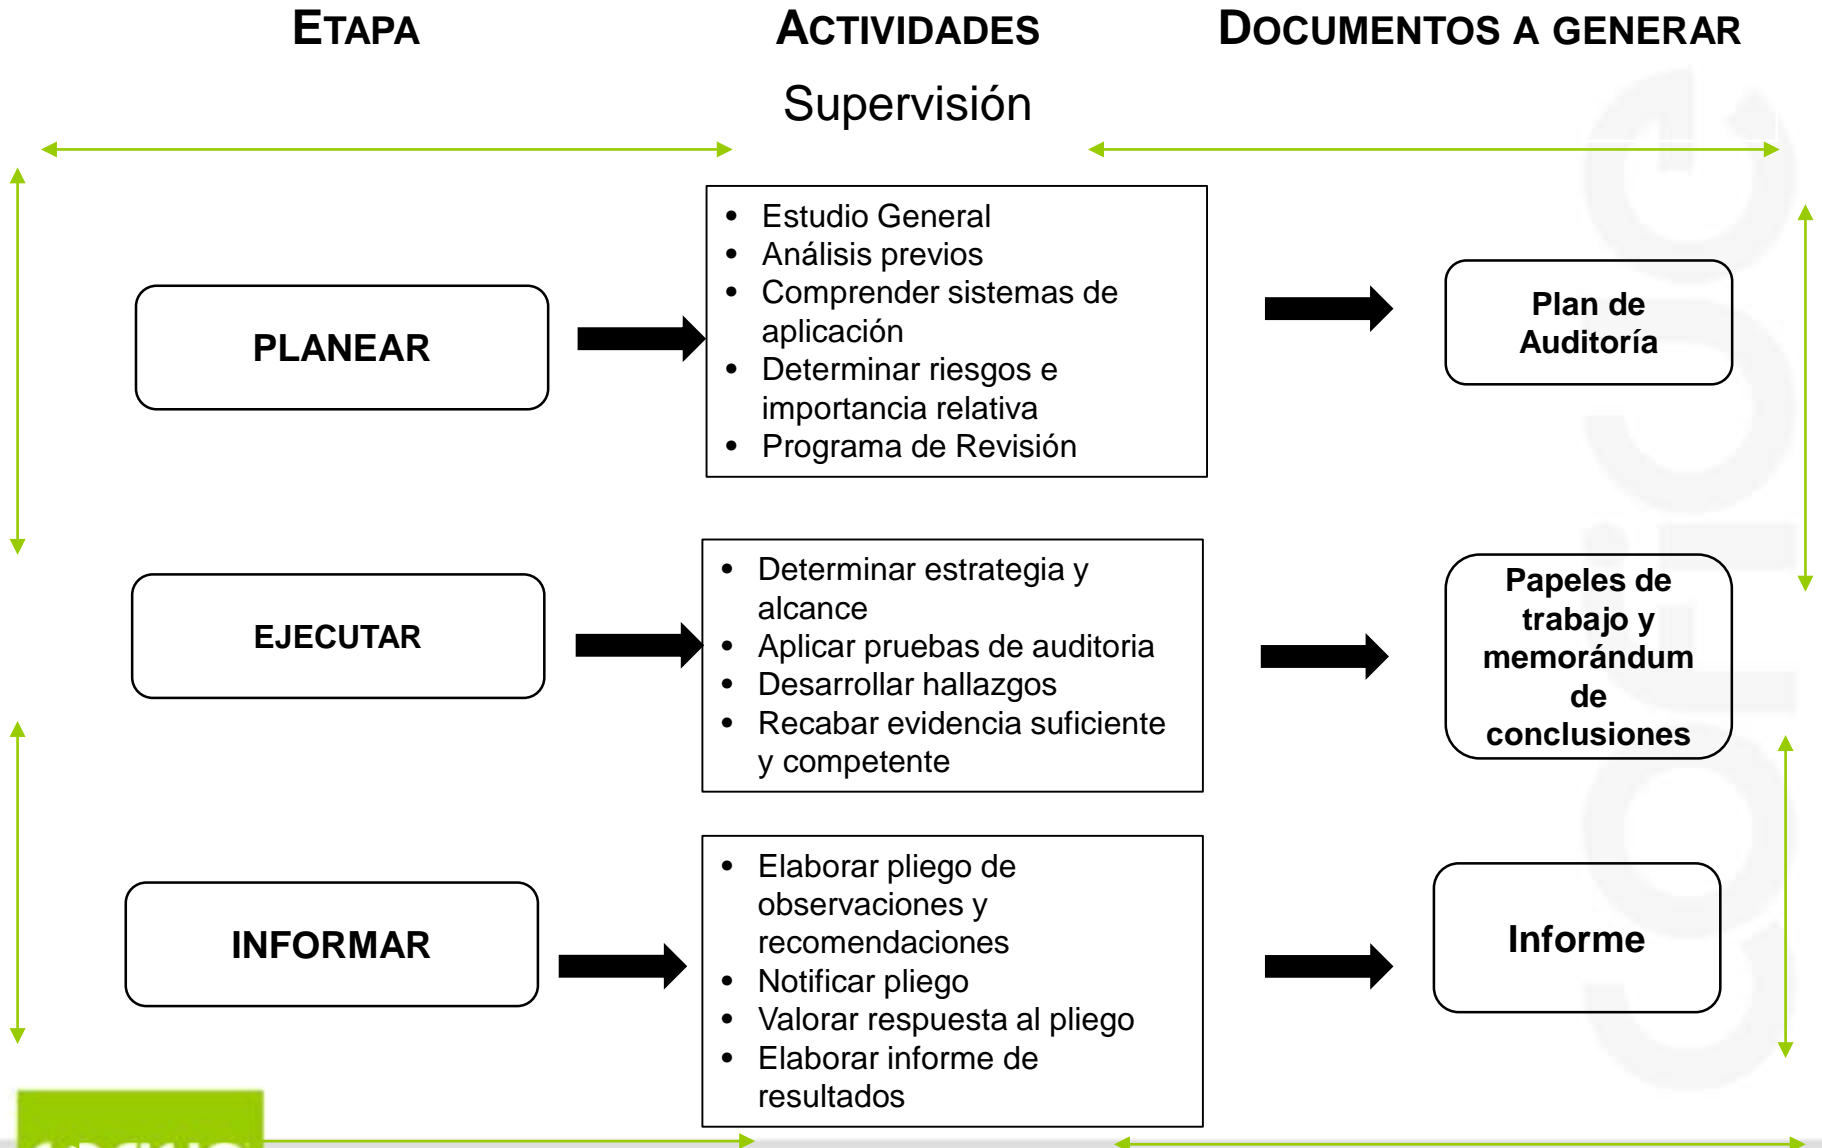 ETAPA
ACTIVIDADES
DOCUMENTOS A GENERAR
Supervisión
PLANEAR
• Estudio General
• Análisis previos
• Comprender sistemas de
aplicación
• Determinar riesgos e
importancia relativa
• Programa de Revisión
Plan de
Auditoría
EJECUTAR
• Determinar estrategia y
alcance
• Aplicar pruebas de auditoria
• Desarrollar hallazgos
• Recabar evidencia suficiente
y competente
Papeles de
trabajo y
memorándum
de
conclusiones
INFORMAR
• Elaborar pliego de
observaciones y
recomendaciones
• Notificar pliego
• Valorar respuesta al pliego
• Elaborar informe de
resultados
Informe